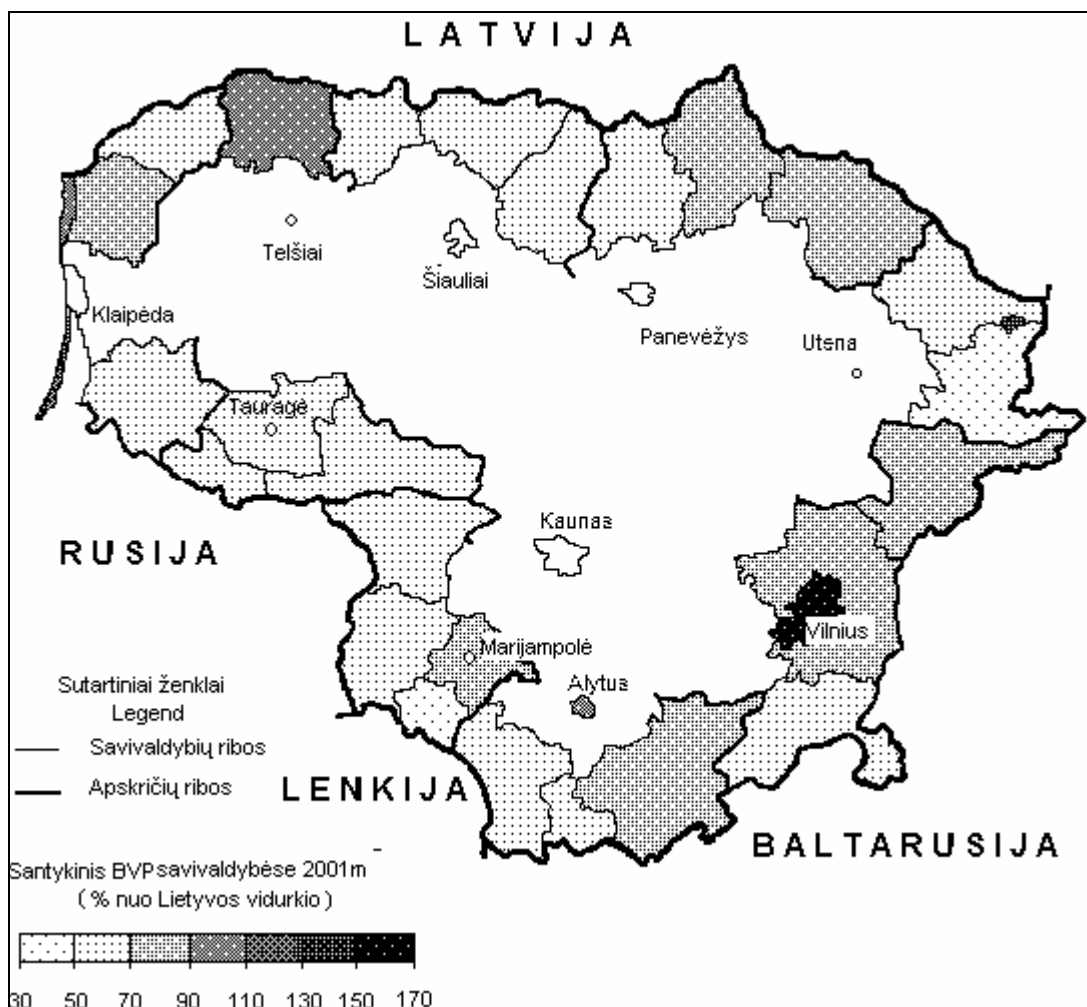 LATVIJA
Telšiai
Šiauliai
Klaipėda
Panevėžys
Utena
Tauragė
Kaunas
RUSIJA
Vilnius
Marijampolė
Alytus
Sutartiniai ženklai
Legend
Savivaldybių ribos
Apskričių ribos
LENKIJA
BALTARUSIJA
Santykinis BVP savivaldybėse 2001m
( % nuo Lietyvos vidurkio )
30 50 70 90 110 130 150 170